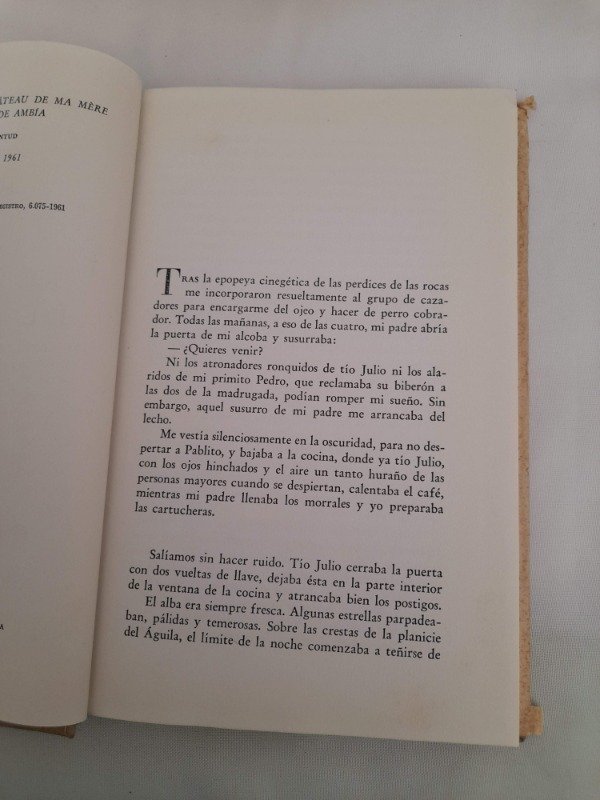 ÂTEAU DE MA MÈRE
DE AMBÍA
NTUD
1961
GISTRO, 6.075-1961
A
TRAS la epopeya cinegética de las perdices de las rocas
me incorporaron resueltamente al grupo de caza-
dores para encargarme del ojeo y hacer de perro cobra-
dor. Todas las mañanas, a eso de las cuatro, mi padre abría
la puerta de mi alcoba y susurraba:
— ¿Quieres venir?
Ni los atronadores ronquidos de tío Julio ni los ala-
ridos de mi primito Pedro, que reclamaba su biberón a
las dos de la madrugada, podían romper mi sueño. Sin
embargo, aquel susurro de mi padre me arrancaba del
lecho.
Me vestía silenciosamente en la oscuridad, para no des-
pertar a Pablito, y bajaba a la cocina, donde ya tío Julio,
con los ojos hinchados y el aire un tanto huraño de las
personas mayores cuando se despiertan, calentaba el café,
mientras mi padre llenaba los morrales y yo preparaba
las cartucheras.
Salíamos sin hacer ruido. Tío Julio cerraba la puerta
con dos vueltas de llave, dejaba ésta en la parte interior
de la ventana de la cocina y atrancaba bien los postigos.
El alba era siempre fresca. Algunas estrellas parpadea-
ban, pálidas y temerosas. Sobre las crestas de la planicie
del Águila, el límite de la noche comenzaba a teñirse de